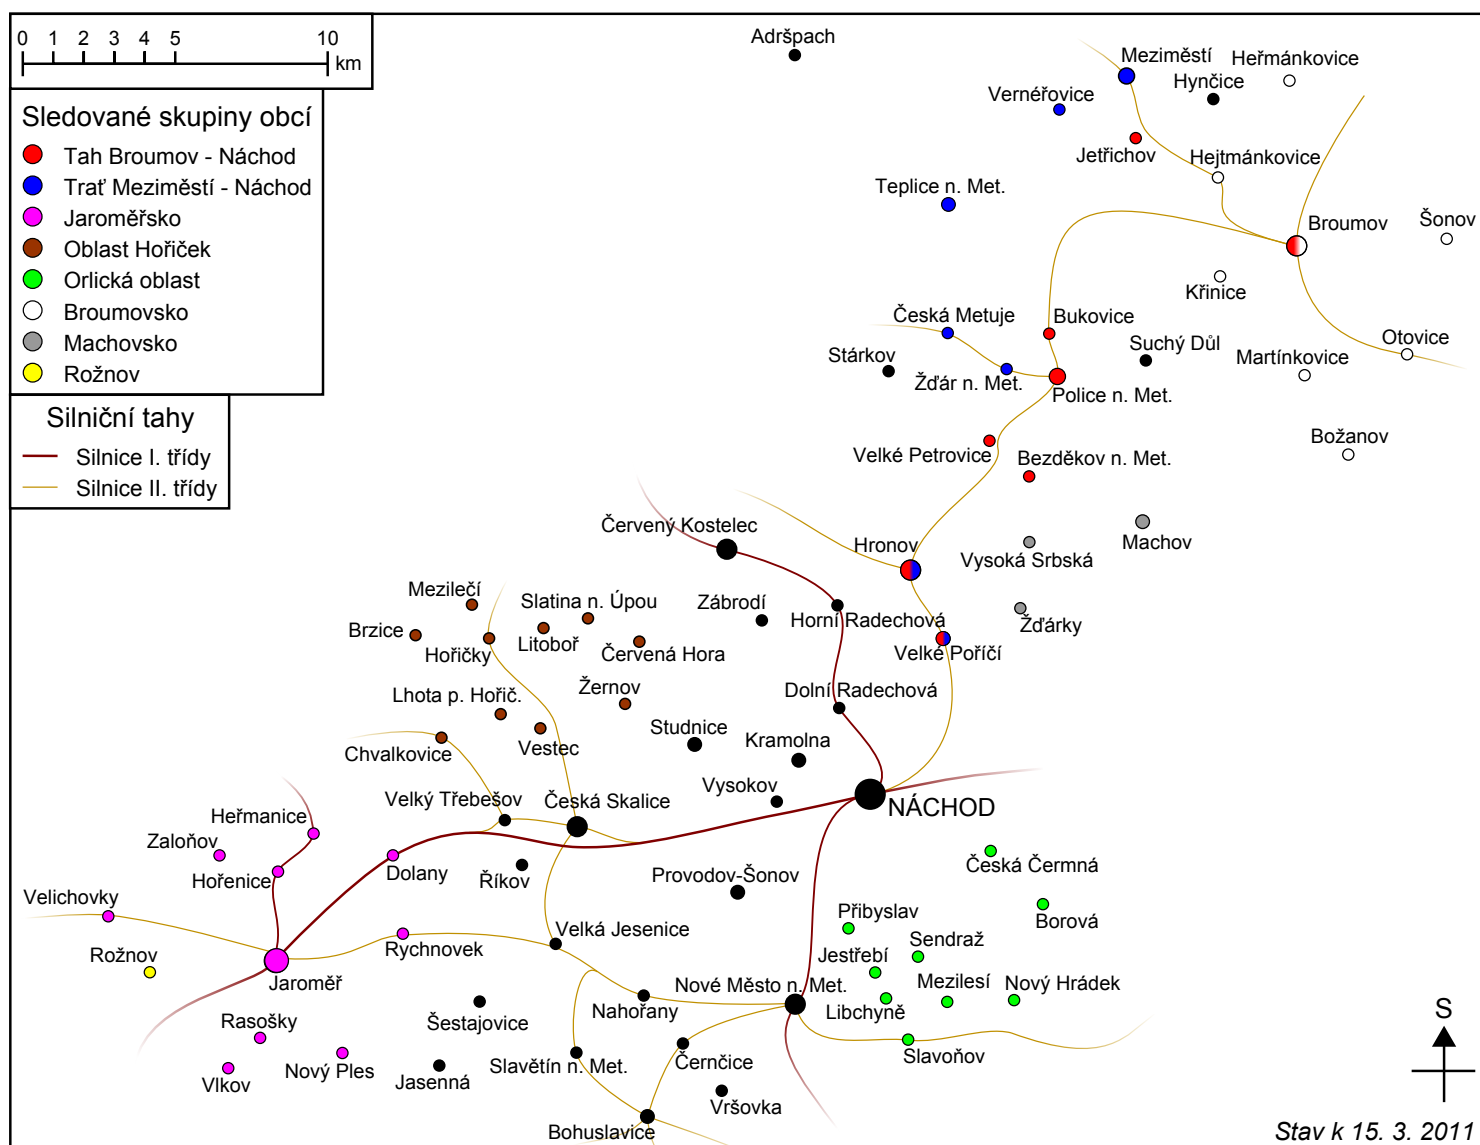 0 1 2 3 4 5 10
km
Sledované skupiny obcí
Tah Broumov - Náchod
Trať Meziměstí - Náchod
Jaroměřsko
Oblast Hořiček
Orlická oblast
Broumovsko
Machovsko
Rožnov
Silniční tahy
Silnice I. třídy
Silnice II. třídy
Adršpach
Meziměstí
Heřmánkovice
Hynčice
Vernéřovice
Jetřichov
Hejtmánkovice
Teplice n. Met.
Broumov
Šonov
Křinice
Česká Metuje
Bukovice
Suchý Důl
Otovice
Stárkov
Martínkovice
Žďár n. Met.
Police n. Met.
Božanov
Velké Petrovice
Bezděkov n. Met.
Červený Kostelec
Hronov
Vysoká Srbská
Machov
Mezilečí
Slatina n. Úpou
Zábrodí
Horní Radechová
Žďárky
Brzice
Hořičky
Litoboř
Červená Hora
Velké Poříčí
Lhota p. Hořič.
Žernov
Dolní Radechová
Studnice
Kramolna
Chvalkovice
Vestec
Vysokov
Velký Třebešov
Česká Skalice
NÁCHOD
Heřmanice
Zaloňov
Hořenice
Dolany
Říkov
Provodov-Šonov
Česká Čermná
Velichovky
Přibyslav
Borová
Rožnov
Rychnovek
Velká Jesenice
Sendraž
Jestřebí
Jaroměř
Nové Město n. Met.
Mezilesí
Nový Hrádek
Nahořany
Libchyně
Rasošky
Šestajovice
Slavoňov
S
Vlkov
Nový Ples
Jasenná
Slavětín n. Met.
Černčice
Vršovka
Bohuslavice
Stav k 15. 3. 2011